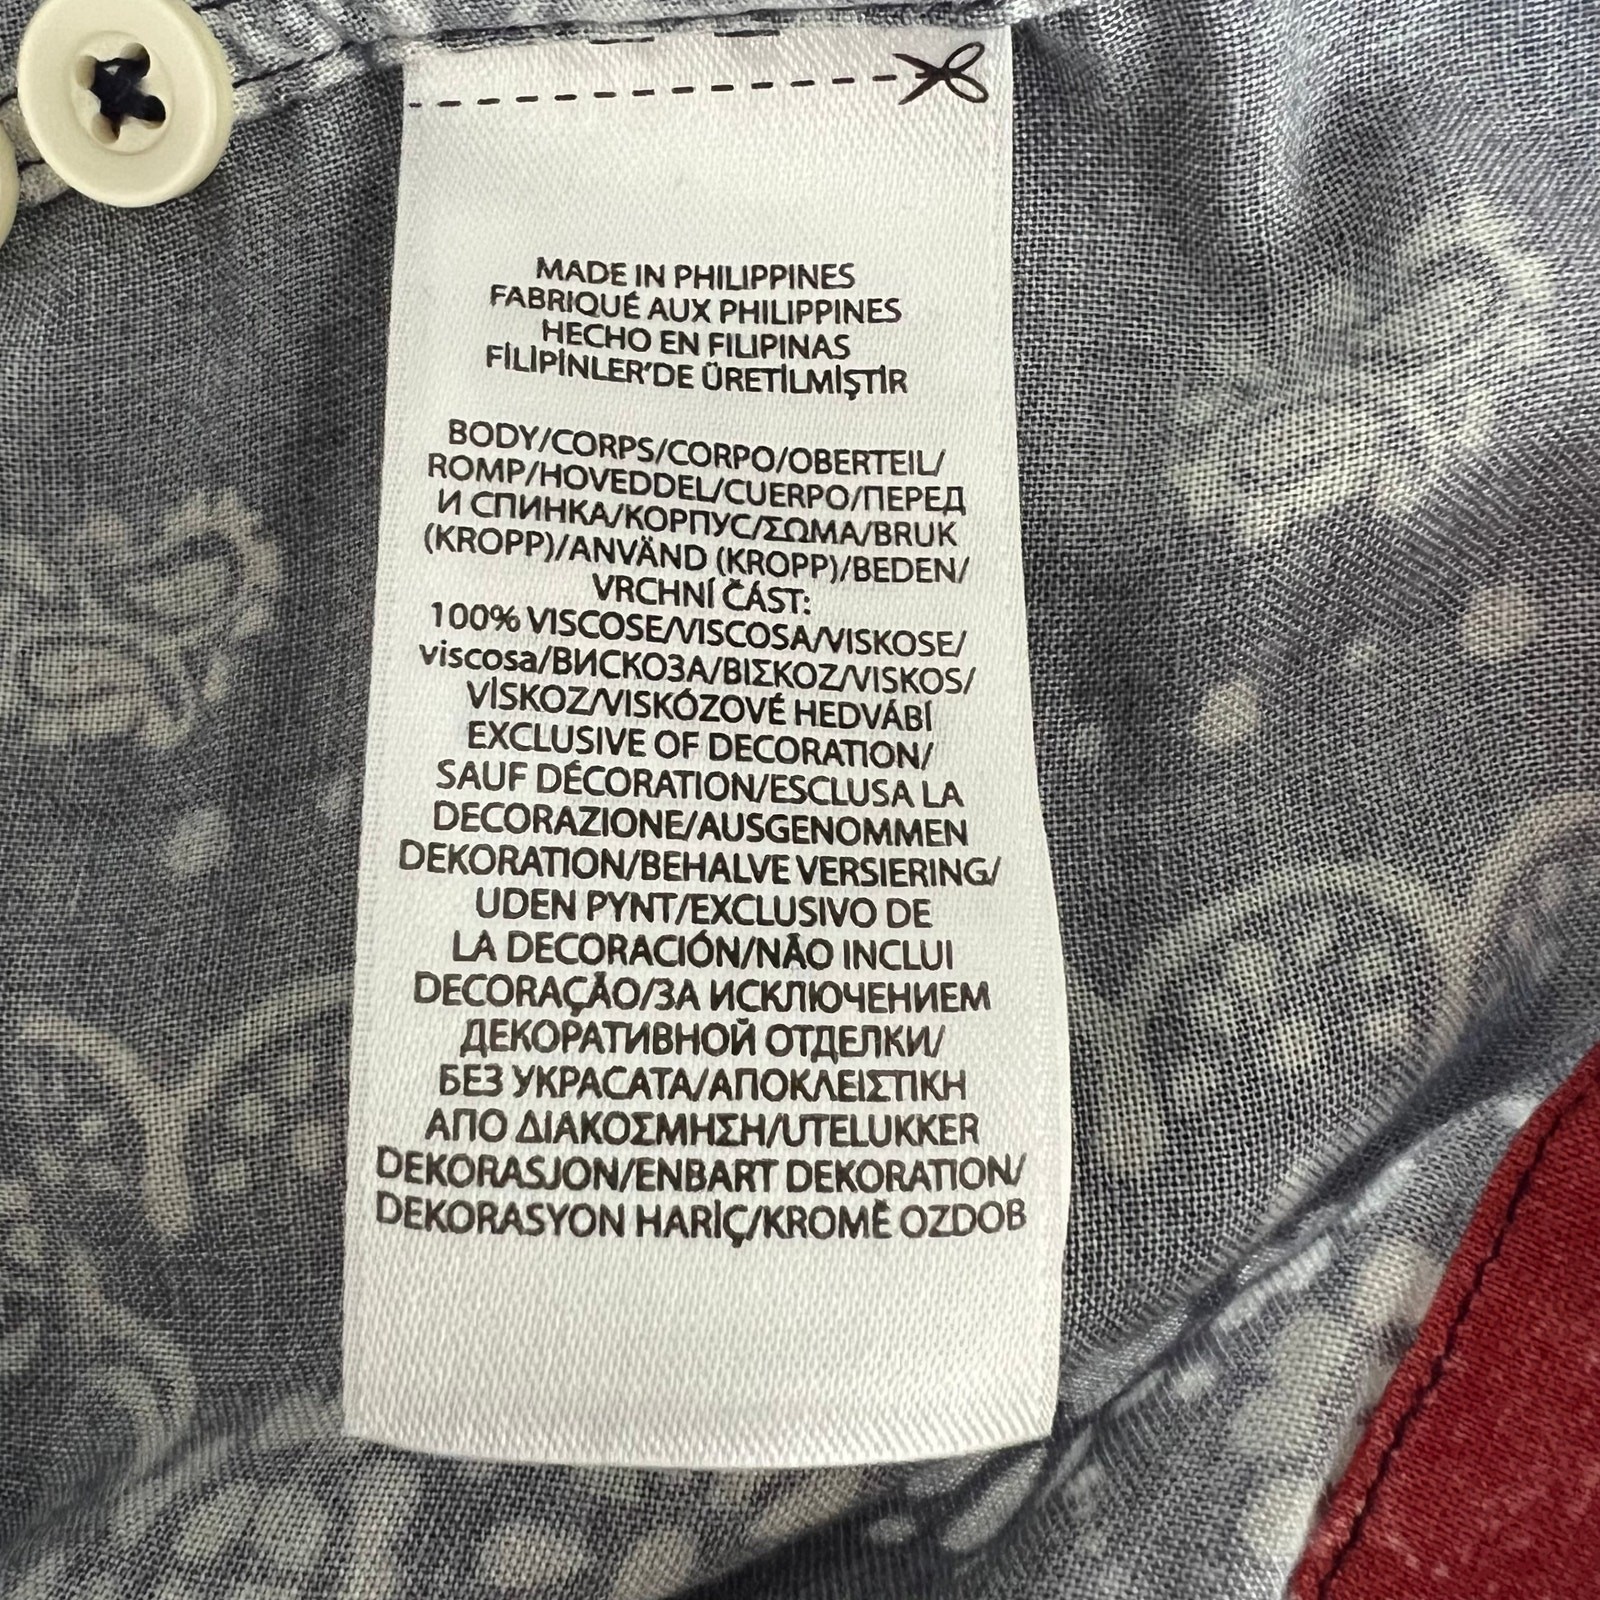 MADE IN PHILIPPINES
FABRIQUÉ AUX PHILIPPINES
HECHO EN FILIPINAS
FİLİPİNLER'DE ÜRETİLMİŞTİR
BODY/CORPS/CORPO/OBERTEIL/
ROMP/HOVEDDEL/CUERPO/ПЕРЕД
И СПИНКА/КОРПУС/ΣΩΜΑ/BRUK
(KROPP)/ANVÄND (KROPP)/BEDEN/
VRCHNÍ ČÁST:
100% VISCOSE/VISCOSA/VISKOSE/
viscosa/ВИСКОЗА/ΒΙΣΚΟΖ/VISKOS/
VİSKOZ/VISKÓZOVÉ HEDVÁBÍ
EXCLUSIVE OF DECORATION/
SAUF DÉCORATION/ESCLUSA LA
DECORAZIONE/AUSGENOMMEN
DEKORATION/BEHALVE VERSIERING/
UDEN PYNT/EXCLUSIVO DE
LA DECORACIÓN/NÃO INCLUI
DECORAÇÃO/ЗА ИСКЛЮЧЕНИЕМ
ДЕКОРАТИВНОЙ ОТДЕЛКИ/
БЕЗ УКРАСАТА/ΑΠΟΚΛΕΙΣΤΙΚΗ
ΑΠΟ ΔΙΑΚΟΣΜΗΣΗ/UTELUKKER
DEKORASJON/ENBART DEKORATION/
DEKORASYON HARİÇ/KROMĚ OZDOB